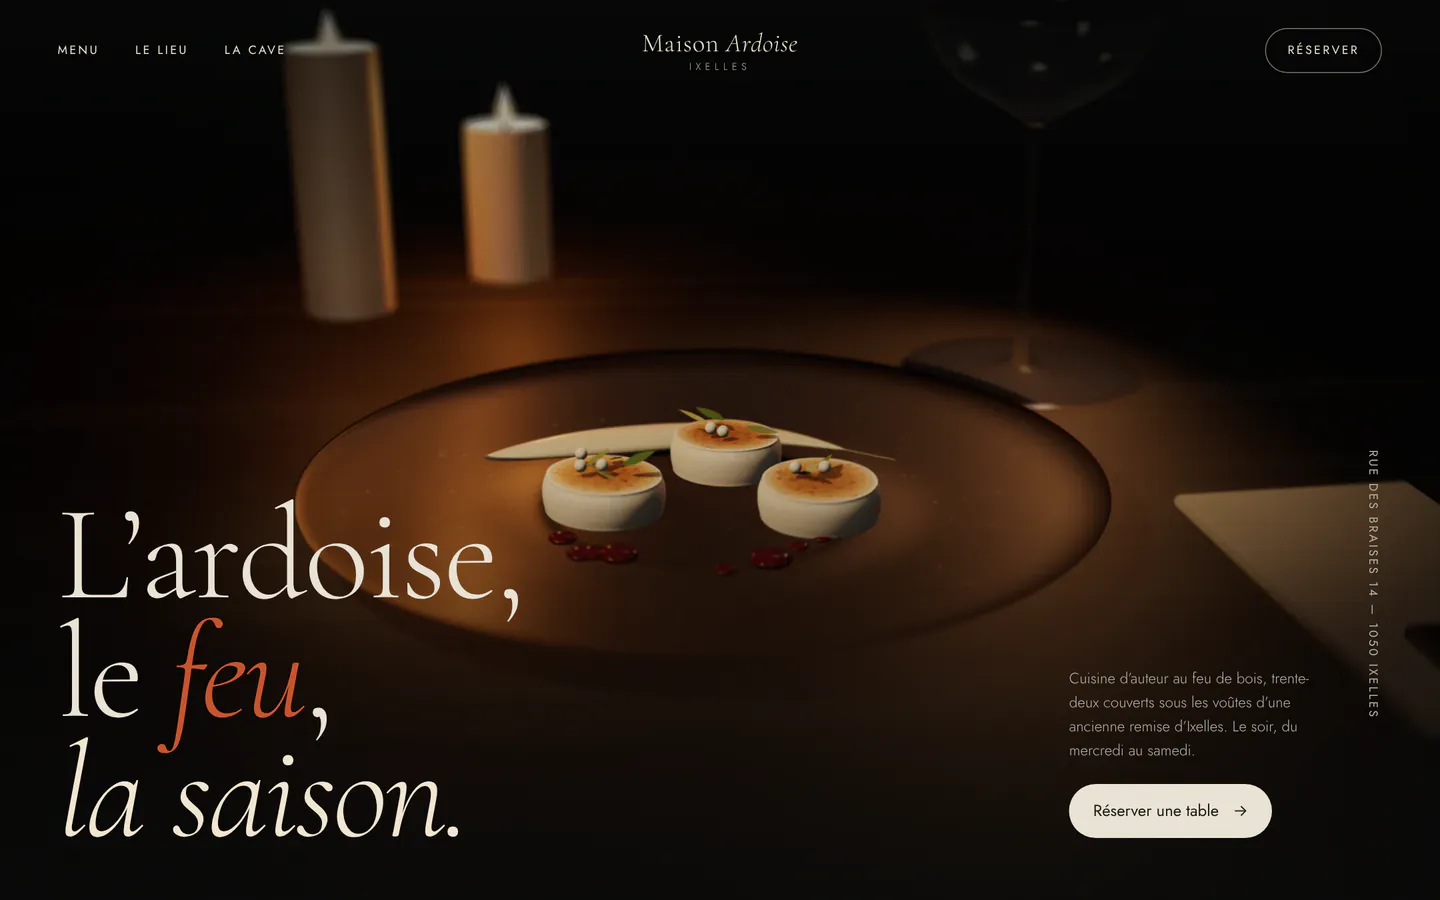 MENU
LE LIEU
LA CAVE
Maison Ardoise
IXELLES
RÉSERVER
L’ardoise,
le feu,
la saison.
RUE DES BRAISES 14 — 1050 IXELLES
Cuisine d’auteur au feu de bois, trente-
deux couverts sous les voûtes d’une
ancienne remise d’Ixelles. Le soir, du
mercredi au samedi.
Réserver une table →